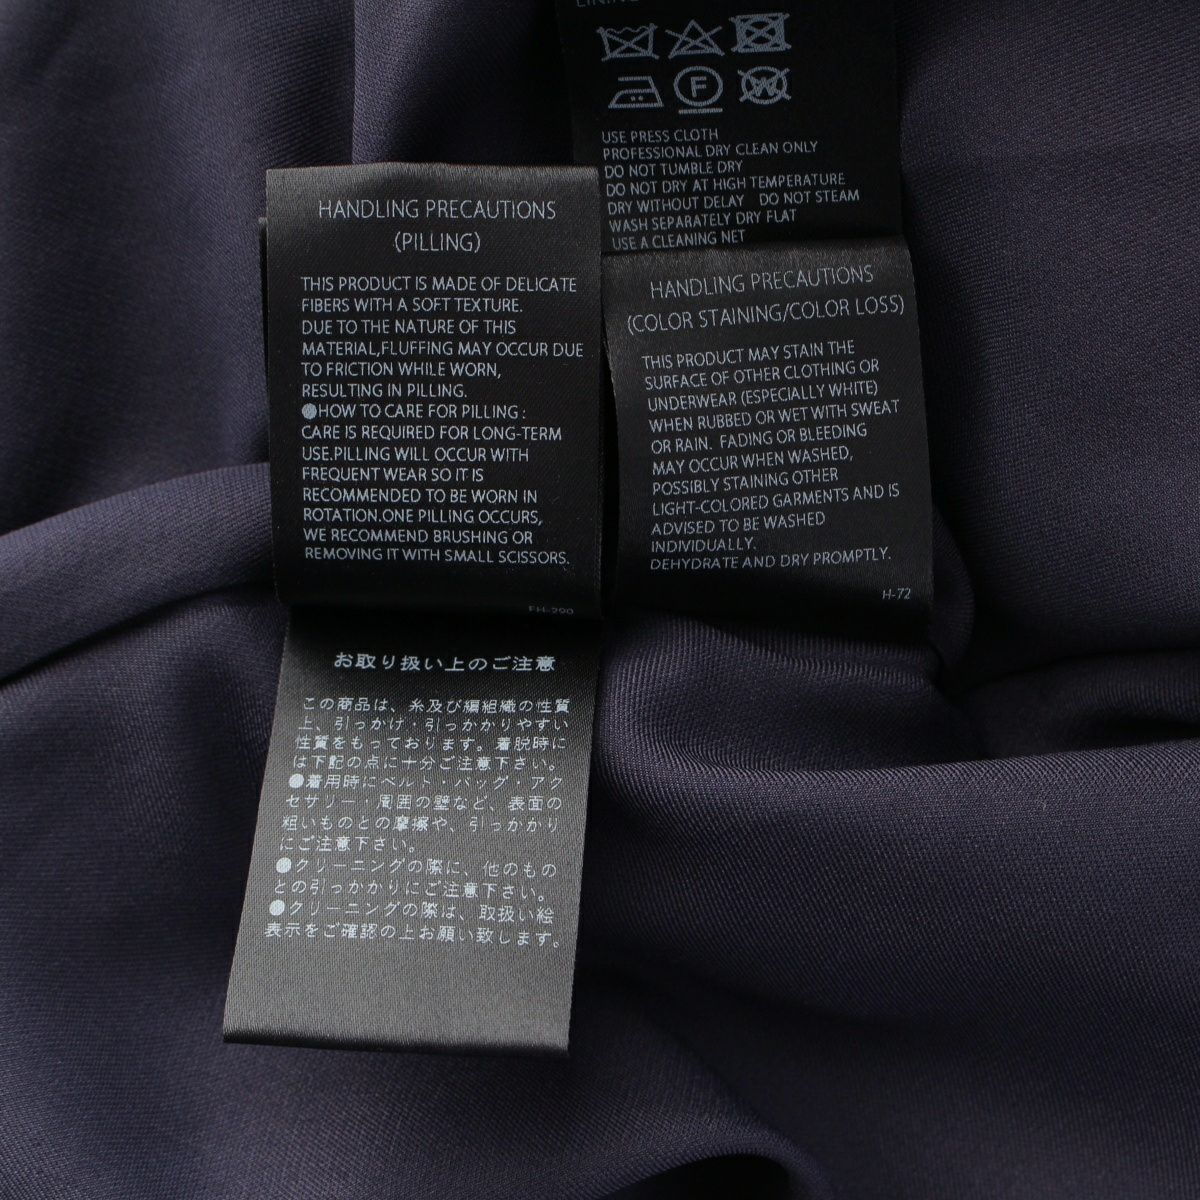 F
W
USE PRESS CLOTH
PROFESSIONAL DRY CLEAN ONLY
DO NOT TUMBLE DRY
DO NOT DRY AT HIGH TEMPERATURE
DRY WITHOUT DELAY DO NOT STEAM
WASH SEPARATELY DRY FLAT
USE A CLEANING NET
HANDLING PRECAUTIONS
(PILLING)
THIS PRODUCT IS MADE OF DELICATE
FIBERS WITH A SOFT TEXTURE.
DUE TO THE NATURE OF THIS
MATERIAL,FLUFFING MAY OCCUR DUE
TO FRICTION WHILE WORN,
RESULTING IN PILLING.
●HOW TO CARE FOR PILLING :
CARE IS REQUIRED FOR LONG-TERM
USE.PILLING WILL OCCUR WITH
FREQUENT WEAR SO IT IS
RECOMMENDED TO BE WORN IN
ROTATION.ONE PILLING OCCURS,
WE RECOMMEND BRUSHING OR
REMOVING IT WITH SMALL SCISSORS.
FH-290
HANDLING PRECAUTIONS
(COLOR STAINING/COLOR LOSS)
THIS PRODUCT MAY STAIN THE
SURFACE OF OTHER CLOTHING OR
UNDERWEAR (ESPECIALLY WHITE)
WHEN RUBBED OR WET WITH SWEAT
OR RAIN. FADING OR BLEEDING
MAY OCCUR WHEN WASHED,
POSSIBLY STAINING OTHER
LIGHT-COLORED GARMENTS AND IS
ADVISED TO BE WASHED
INDIVIDUALLY.
DEHYDRATE AND DRY PROMPTLY.
H-72
お取り扱い上のご注意
この商品は、糸及び編組織の性質
上、引っかけ・引っかかりやすい
性質をもっております。着脱時に
は下記の点に十分ご注意下さい。
●着用時にベルト・バッグ・アク
セサリー・周囲の壁など、表面の
粗いものとの摩擦や、引っかかり
にご注意下さい。
●クリーニングの際に、他のもの
との引っかかりにご注意下さい。
●クリーニングの際は、取扱い絵
表示をご確認の上お願い致します。